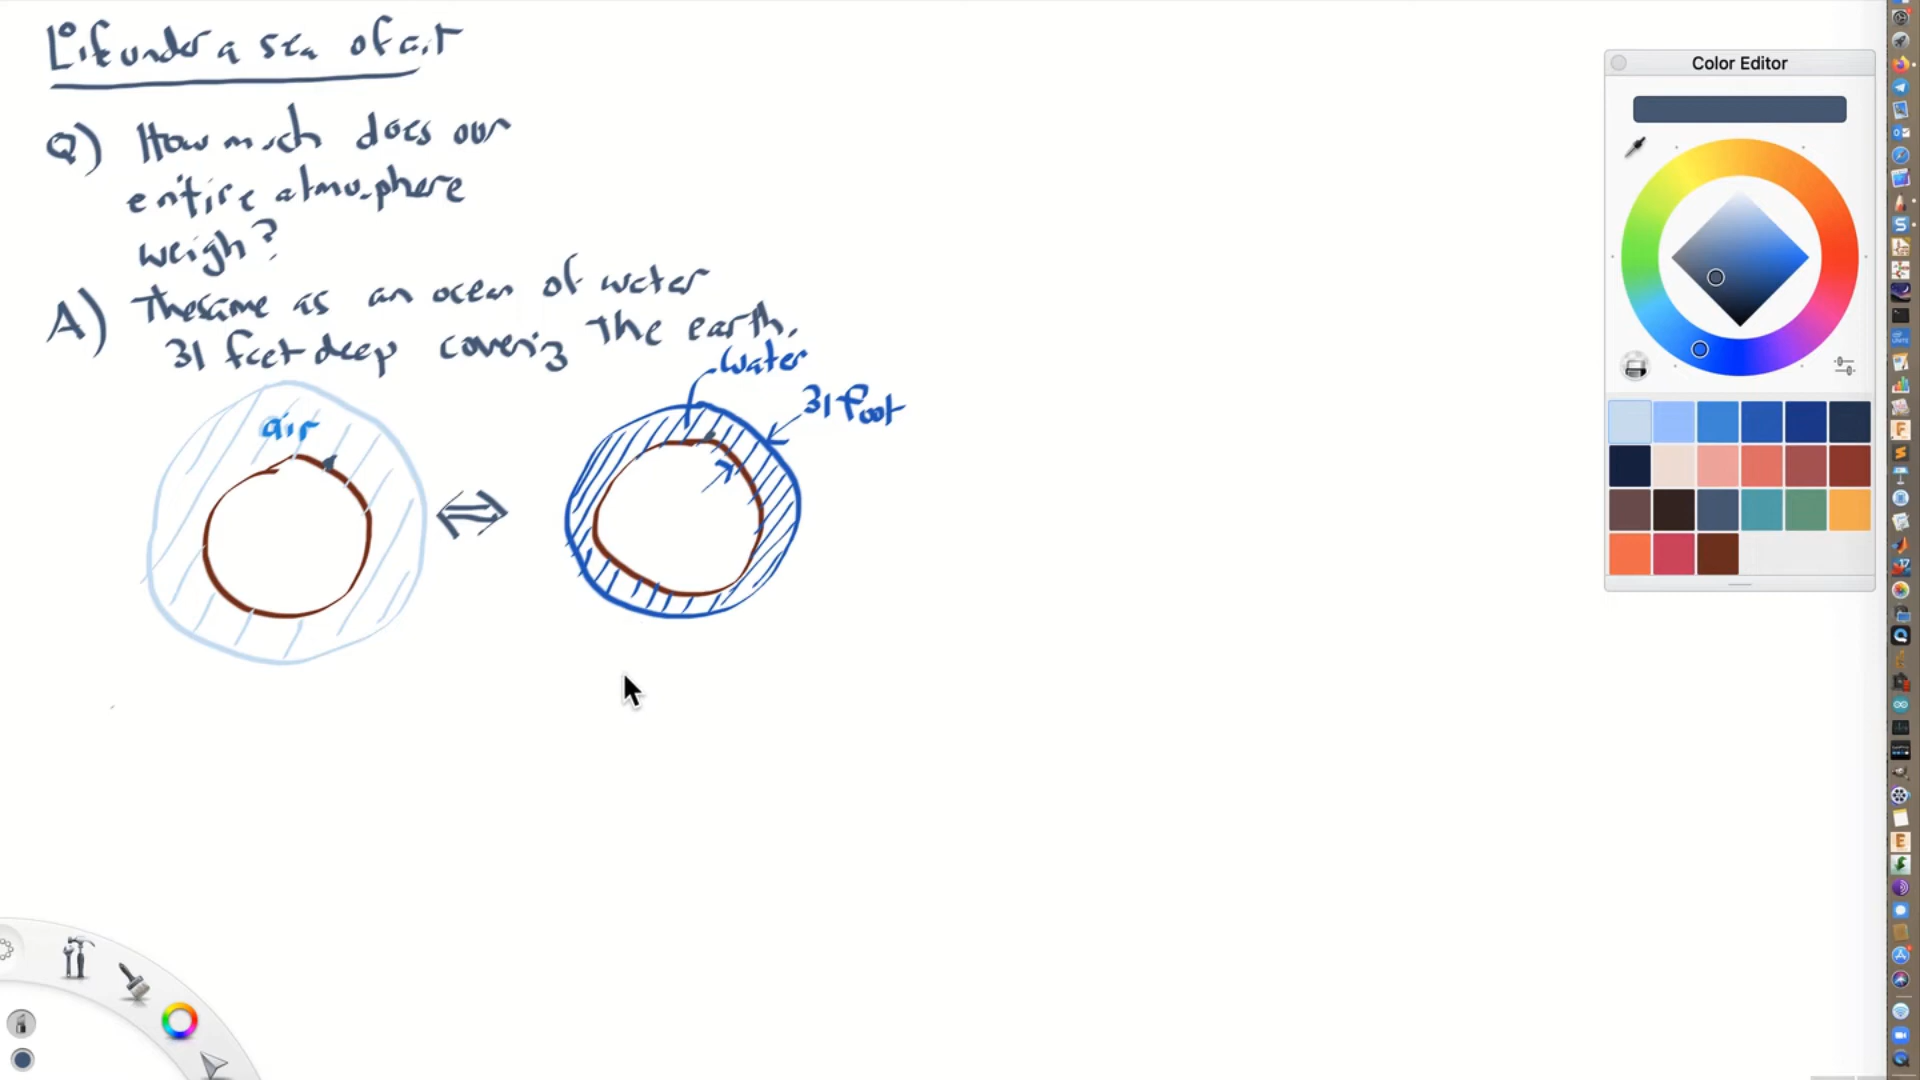 Life under a sea of air
Q) How much does our
entire atmosphere
weigh?
A) The same as an ocean of water
31 feet deep covering the earth.
water
31 foot
air
Color Editor